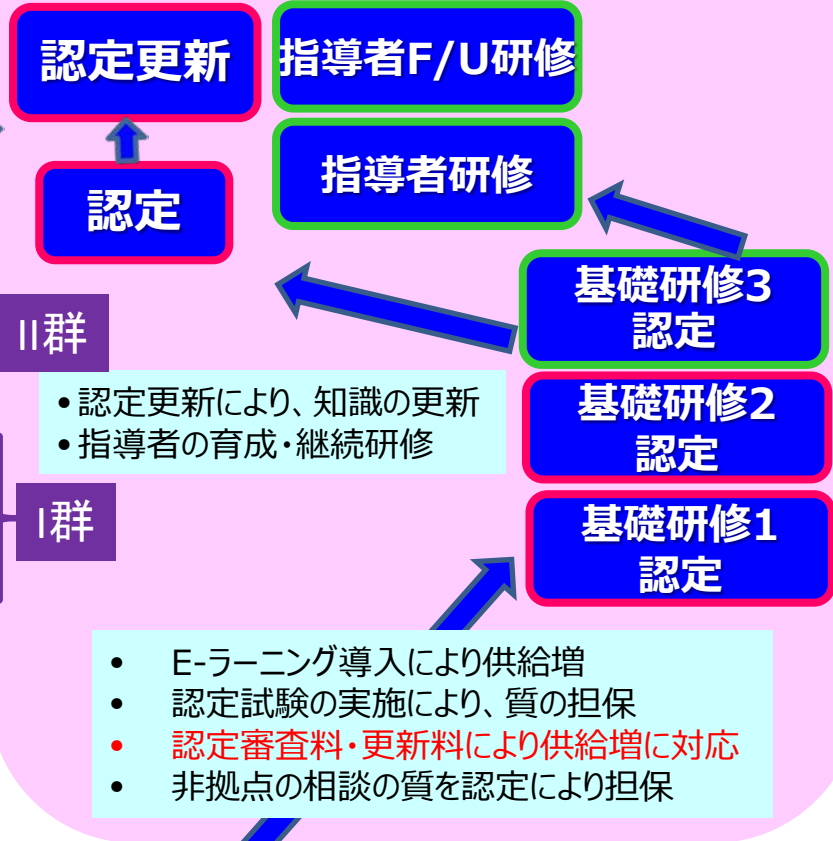 認定更新
指導者F/U研修
認定
指導者研修
基礎研修3
認定
II群
•認定更新により、知識の更新
•指導者の育成・継続研修
基礎研修2
認定
I群
基礎研修1
認定
• E-ラーニング導入により供給増
• 認定試験の実施により、質の担保
• 認定審査料・更新料により供給増に対応
• 非拠点の相談の質を認定により担保